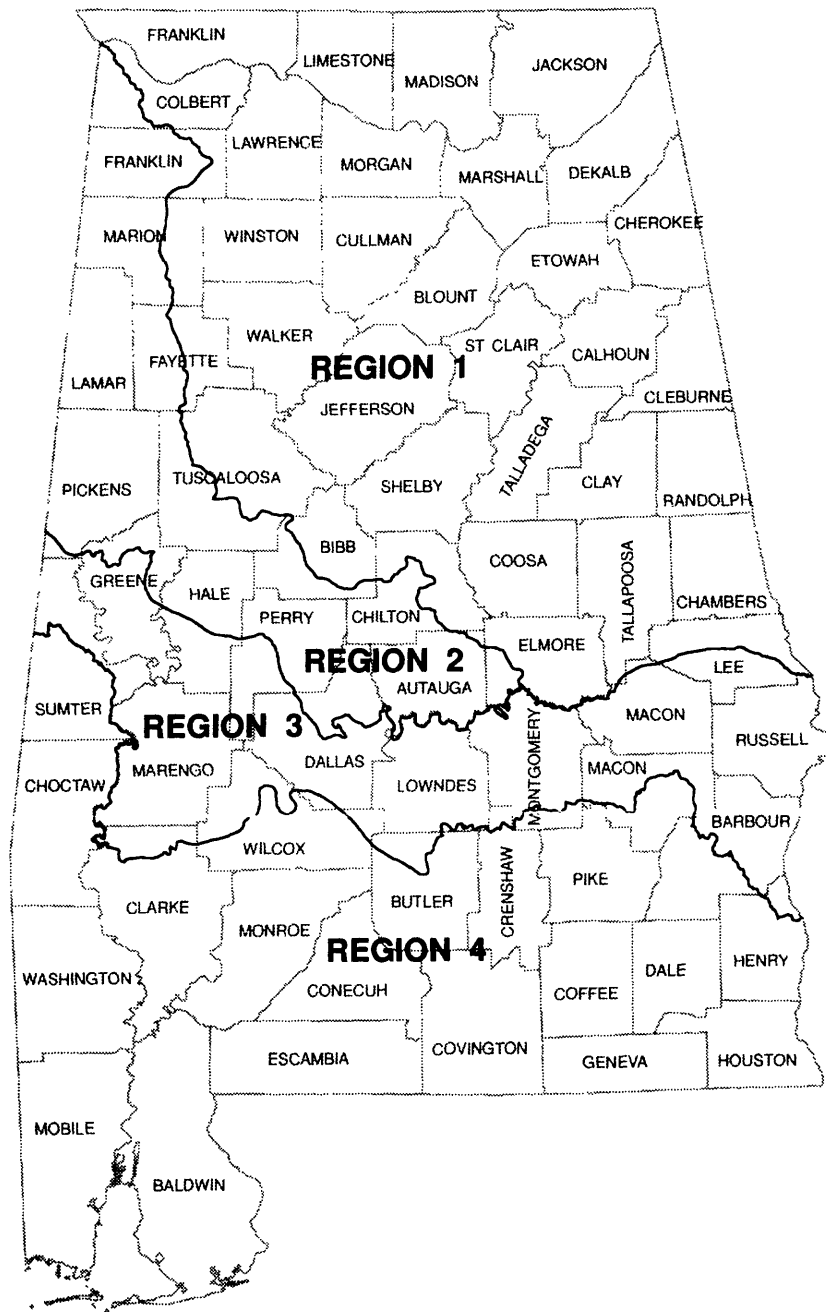 FRANKLIN
LIMESTONE
MADISON
JACKSON
COLBERT
LAWRENCE
FRANKLIN
MORGAN
MARSHALL
DEKALB
MARION
WINSTON
CULLMAN
CHEROKEE
ETOWAH
BLOUNT
WALKER
ST CLAIR
CALHOUN
FAYETTE
REGION 1
LAMAR
JEFFERSON
CLEBURNE
TALLADEGA
TUSCALOOSA
SHELBY
CLAY
PICKENS
RANDOLPH
BIBB
COOSA
TALLAPOOSA
GREENE
HALE
PERRY
CHILTON
CHAMBERS
ELMORE
REGION 2
LEE
AUTAUGA
SUMTER
REGION 3
MACON
MONTGOMERY
RUSSELL
CHOCTAW
MARENGO
DALLAS
LOWNDES
MACON
BARBOUR
WILCOX
PIKE
BUTLER
CRENSHAW
CLARKE
MONROE
REGION 4
HENRY
WASHINGTON
CONECUH
COFFEE
DALE
COVINGTON
ESCAMBIA
GENEVA
HOUSTON
MOBILE
BALDWIN